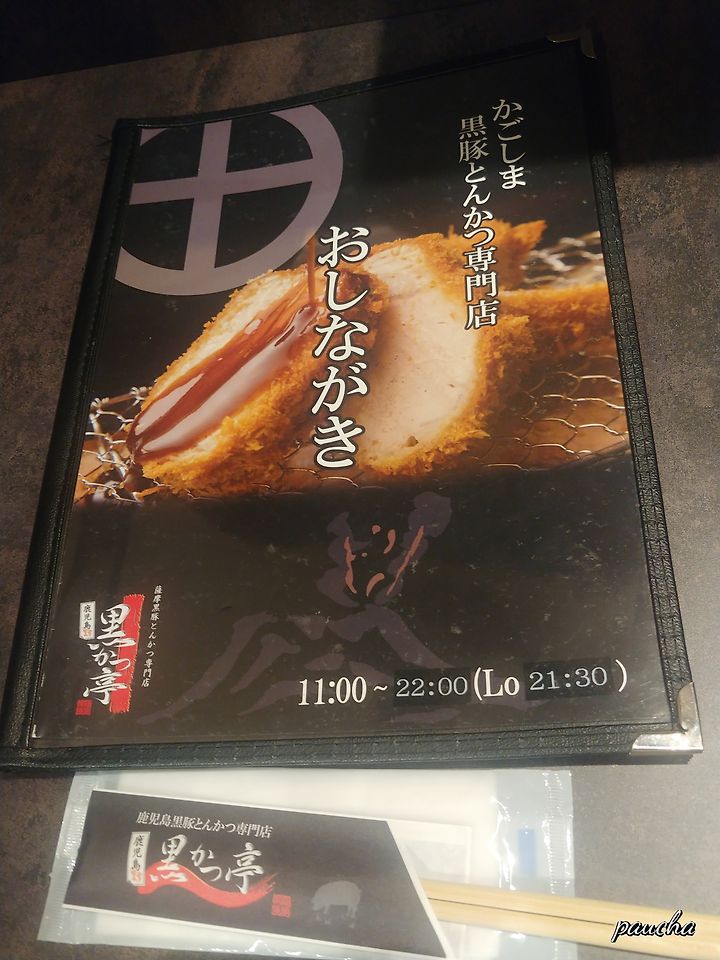 かごしま
黒豚とんかつ専門店
おしながき
薩摩黒豚とんかつ専門店
鹿児島
黒かつ亭
11:00~22:00(Lo 21:30)
鹿児島黒豚とんかつ専門店
鹿児島
黒かつ亭
paucha